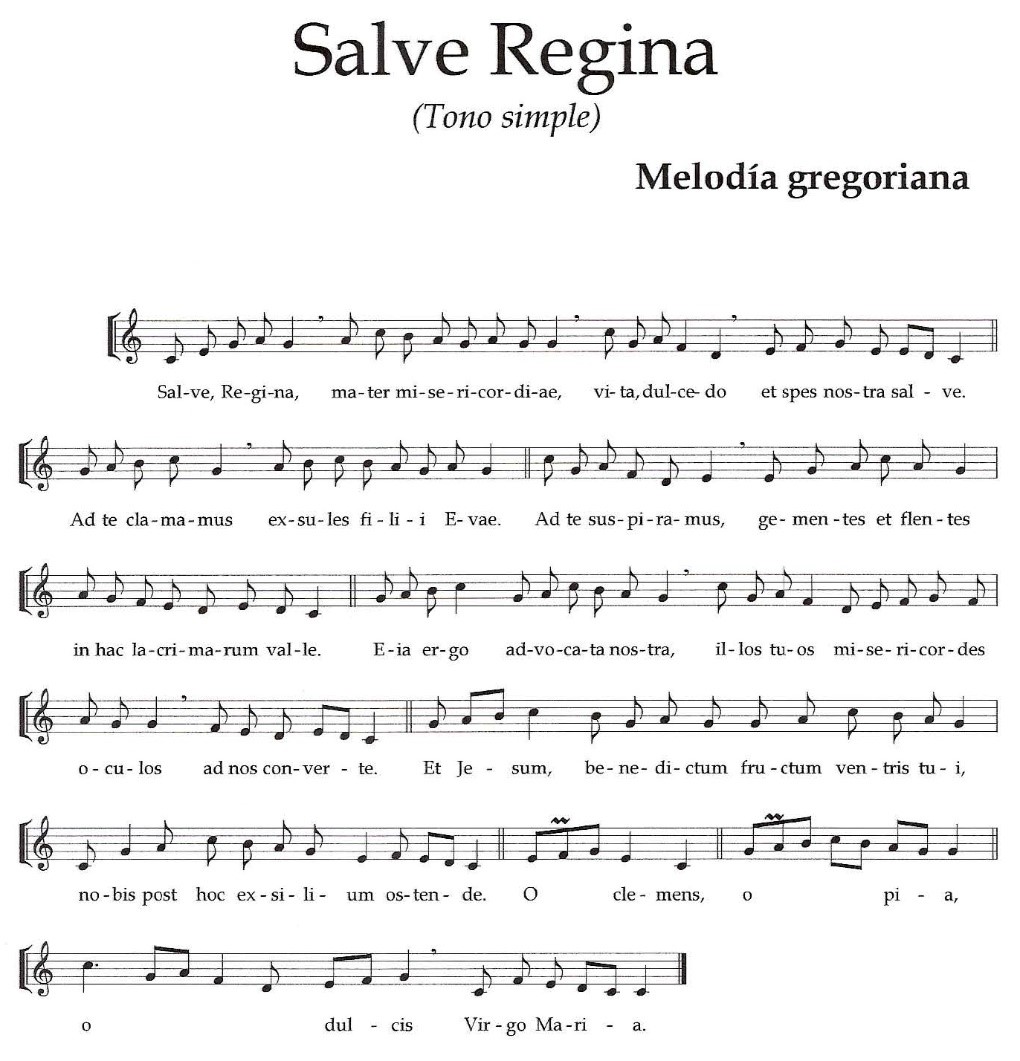 Salve Regina
(Tono simple)
Melodía gregoriana
Sal-ve, Re-gi-na, ma-ter mi-se-ri-cor-di-ae, vi-ta, dul-ce-do et spes nos-tra sal - ve.
Ad te cla-ma-mus ex-su-les fi-li-i E-vae. Ad te sus-pi-ra-mus, ge-men-tes et flen-tes
in hac la-cri-ma-rum val-le. E-ia er-go ad-vo-ca-ta nos-tra, il-los tu-os mi-se-ri-cor-des
o-cu-los ad nos con-ver - te. Et Je - sum, be-ne-di-ctum fru-ctum ven-tris tu-i,
no-bis post hoc ex-si-li- um os-ten-de. O cle-mens, o pi - a,
o dul - cis Vir-go Ma-ri - a.